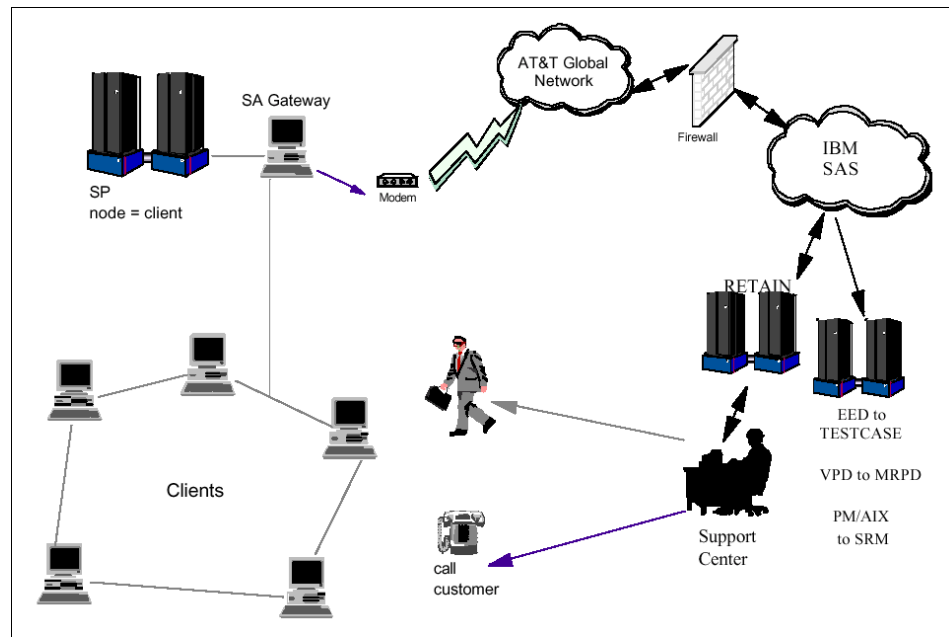 AT&T Global
Network
SA Gateway
Firewall
IBM
SAS
SP
node = client
Modem
RETAIN
EED to
TESTCASE
Clients
VPD to MRPD
PM/AIX
to SRM
Support
Center
call
customer